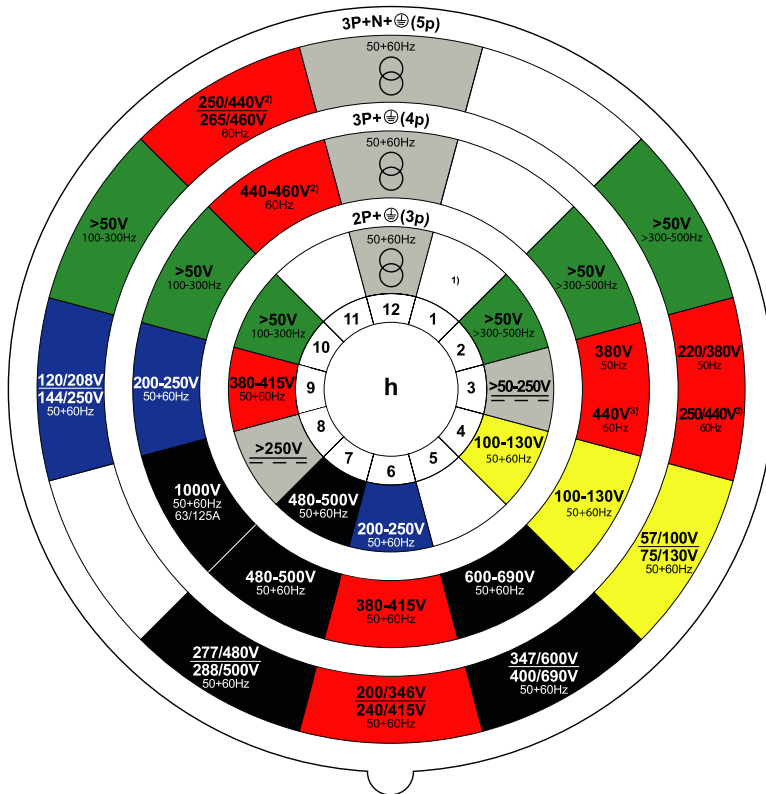 3P+N+⏚(5p)
50+60Hz
250/440V²⁾
265/460V
60Hz
>50V
100-300Hz
>50V
>300-500Hz
120/208V
144/250V
50+60Hz
220/380V
50Hz
250/440V³⁾
60Hz
57/100V
75/130V
50+60Hz
277/480V
288/500V
50+60Hz
200/346V
240/415V
50+60Hz
347/600V
400/690V
50+60Hz
3P+⏚(4p)
50+60Hz
440-460V²⁾
60Hz
>50V
100-300Hz
>50V
>300-500Hz
200-250V
50+60Hz
380V
50Hz
440V³⁾
60Hz
1000V
50+60Hz
63/125A
100-130V
50+60Hz
480-500V
50+60Hz
380-415V
50+60Hz
600-690V
50+60Hz
2P+⏚(3p)
50+60Hz
1)
>50V
100-300Hz
>50V
>300-500Hz
380-415V
50+60Hz
>50-250V
>250V
100-130V
50+60Hz
480-500V
50+60Hz
200-250V
50+60Hz
12
1
2
3
4
5
6
7
8
9
10
11
h